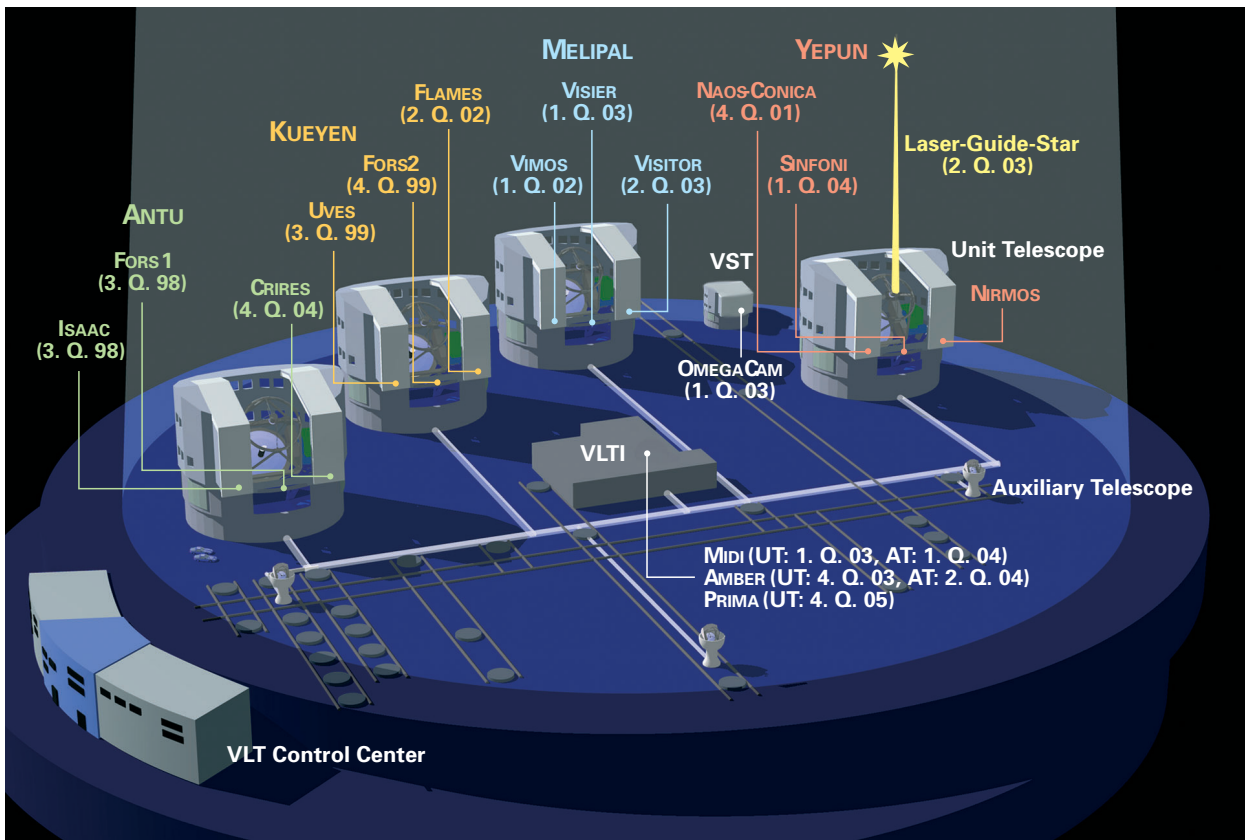 MELIPAL
YEPUN
FLAMES
(2. Q. 02)
VISIER
(1. Q. 03)
NAOS-CONICA
(4. Q. 01)
KUEYEN
Laser-Guide-Star
(2. Q. 03)
FORS2
(4. Q. 99)
VIMOS
(1. Q. 02)
VISITOR
(2. Q. 03)
SINFONI
(1. Q. 04)
ANTU
UVES
(3. Q. 99)
FORS1
(3. Q. 98)
CRIRES
(4. Q. 04)
VST
Unit Telescope
NIRMOS
ISAAC
(3. Q. 98)
OMEGACAM
(1. Q. 03)
VLTI
Auxiliary Telescope
MIDI (UT: 1. Q. 03, AT: 1. Q. 04)
AMBER (UT: 4. Q. 03, AT: 2. Q. 04)
PRIMA (UT: 4. Q. 05)
VLT Control Center